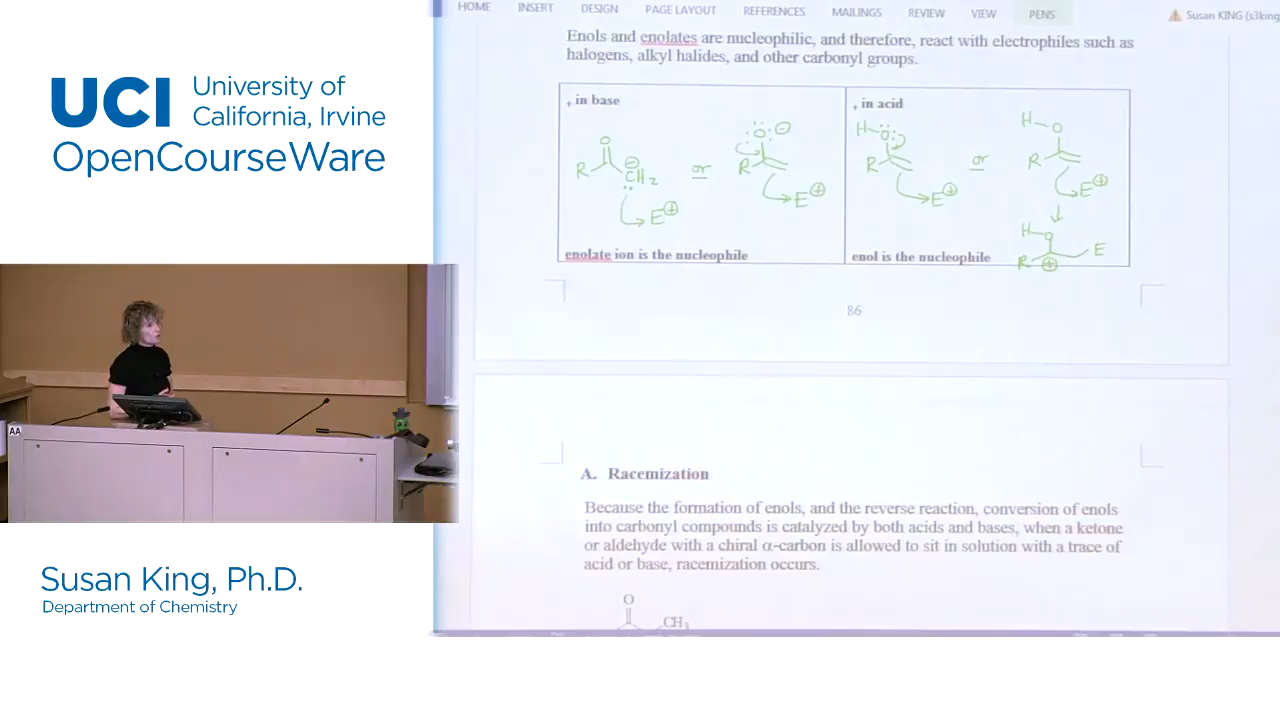 UCI University of
California, Irvine
OpenCourseWare
HOME INSERT DESIGN PAGE LAYOUT REFERENCES MAILINGS REVIEW VIEW PENS
Susan KING (s3king
Enols and enolates are nucleophilic, and therefore, react with electrophiles such as
halogens, alkyl halides, and other carbonyl groups.
, in base
O
R
⊖
CH2
E⊕
or
O ⊖
R
E⊕
enolate ion is the nucleophile
, in acid
H-O
R
E⊕
or
H-O
R
E⊕
H-O
R ⊕ E
enol is the nucleophile
86
A. Racemization
Because the formation of enols, and the reverse reaction, conversion of enols
into carbonyl compounds is catalyzed by both acids and bases, when a ketone
or aldehyde with a chiral α-carbon is allowed to sit in solution with a trace of
acid or base, racemization occurs.
O
CH3
AA
Susan King, Ph.D.
Department of Chemistry